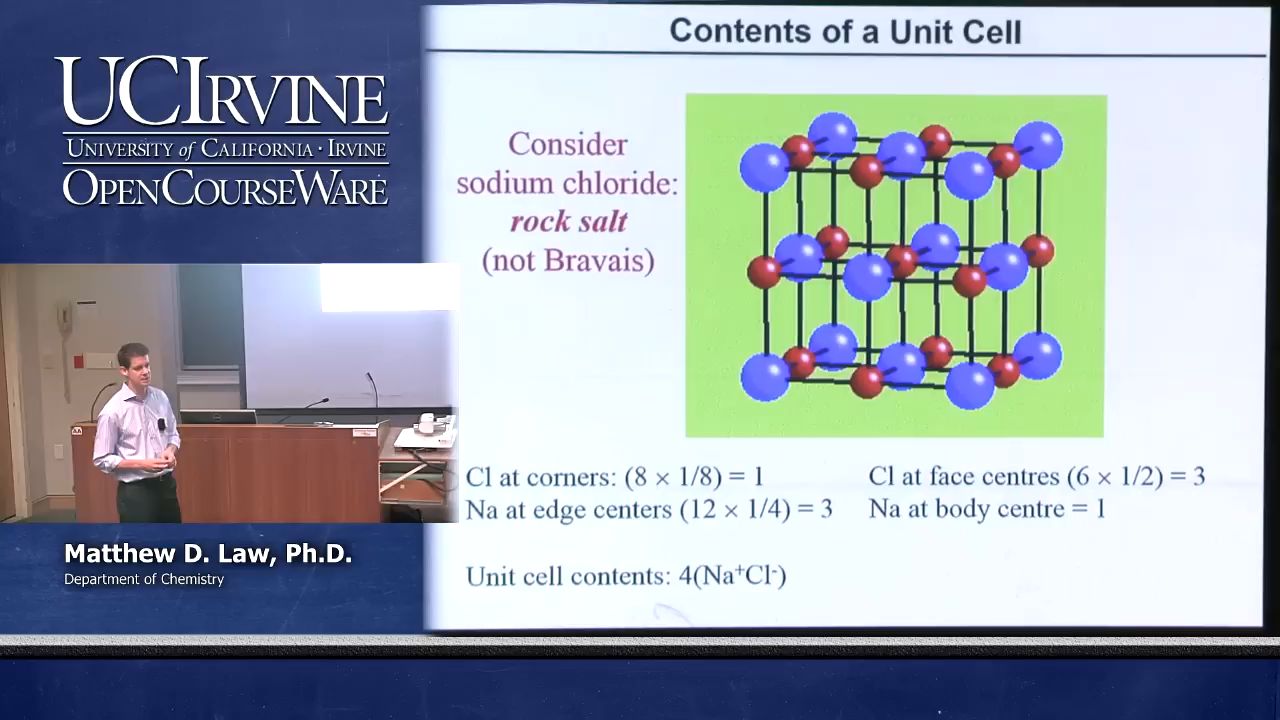 UCIRVINE
UNIVERSITY of CALIFORNIA · IRVINE
OPENCOURSEWARE
Contents of a Unit Cell
Consider
sodium chloride:
rock salt
(not Bravais)
Cl at corners: (8 × 1/8) = 1
Cl at face centres (6 × 1/2) = 3
Na at edge centers (12 × 1/4) = 3
Na at body centre = 1
Unit cell contents: 4(Na⁺Cl⁻)
Matthew D. Law, Ph.D.
Department of Chemistry